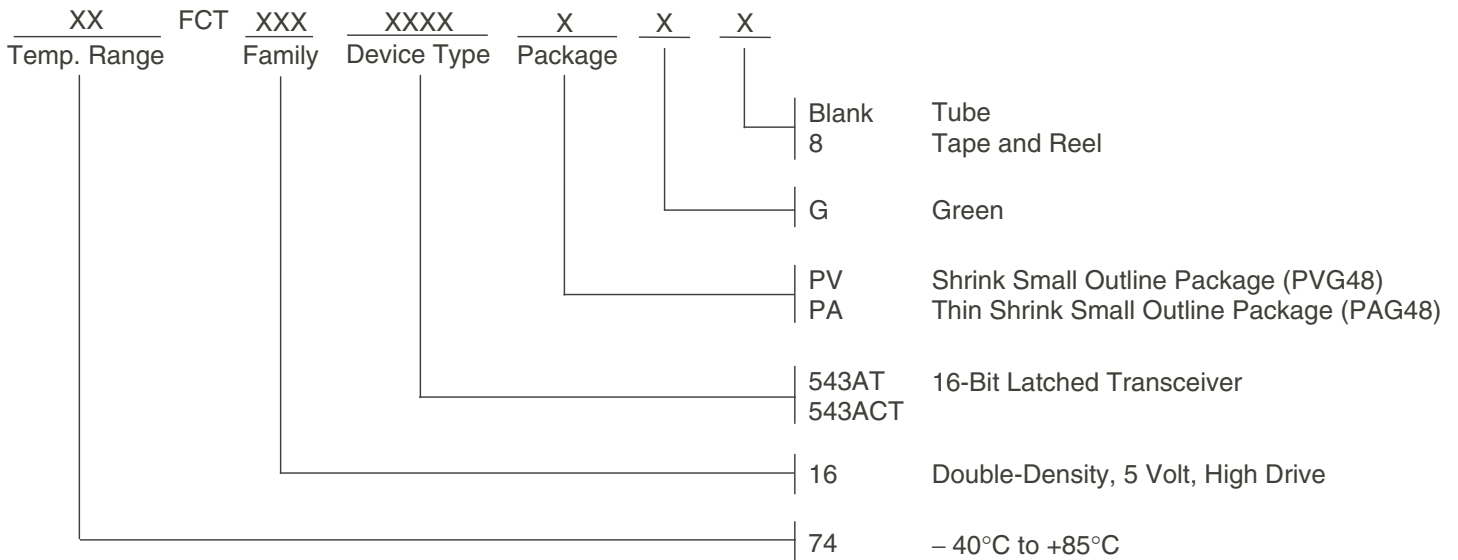 XX FCT XXX XXXX X X X
Temp. Range Family Device Type Package
Blank Tube
8 Tape and Reel
G Green
PV Shrink Small Outline Package (PVG48)
PA Thin Shrink Small Outline Package (PAG48)
543AT 16-Bit Latched Transceiver
543ACT
16 Double-Density, 5 Volt, High Drive
74 – 40°C to +85°C